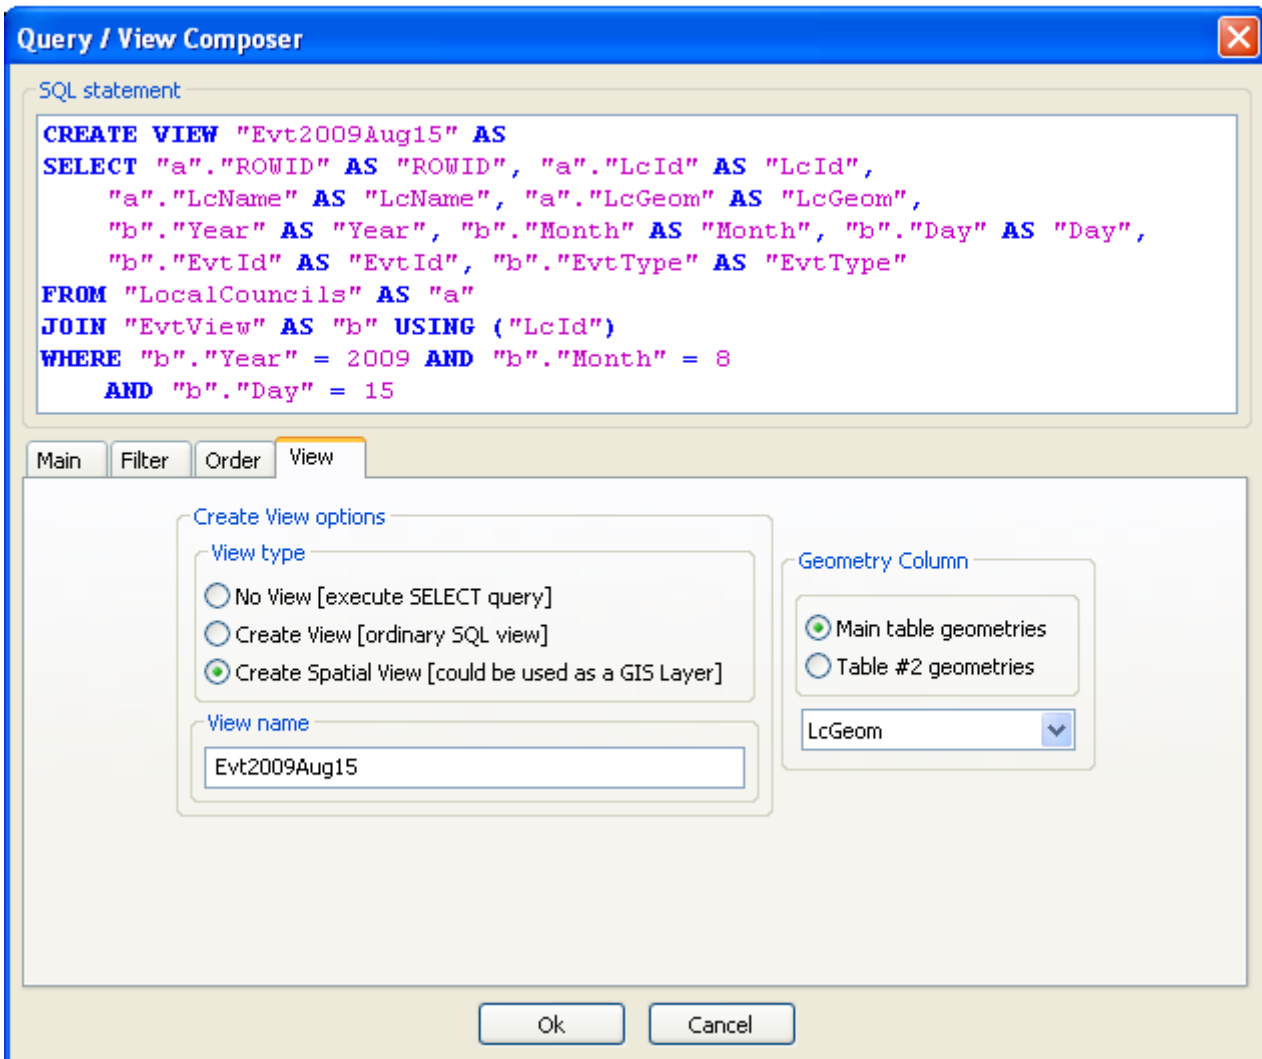 Query / View Composer
SQL statement
CREATE VIEW "Evt2009Aug15" AS
SELECT "a"."ROWID" AS "ROWID", "a"."LcId" AS "LcId",
"a"."LcName" AS "LcName", "a"."LcGeom" AS "LcGeom",
"b"."Year" AS "Year", "b"."Month" AS "Month", "b"."Day" AS "Day",
"b"."EvtId" AS "EvtId", "b"."EvtType" AS "EvtType"
FROM "LocalCouncils" AS "a"
JOIN "EvtView" AS "b" USING ("LcId")
WHERE "b"."Year" = 2009 AND "b"."Month" = 8
AND "b"."Day" = 15
Main Filter Order View
Create View options
View type
No View [execute SELECT query]
Create View [ordinary SQL view]
Create Spatial View [could be used as a GIS Layer]
View name
Evt2009Aug15
Geometry Column
Main table geometries
Table #2 geometries
LcGeom
Ok Cancel